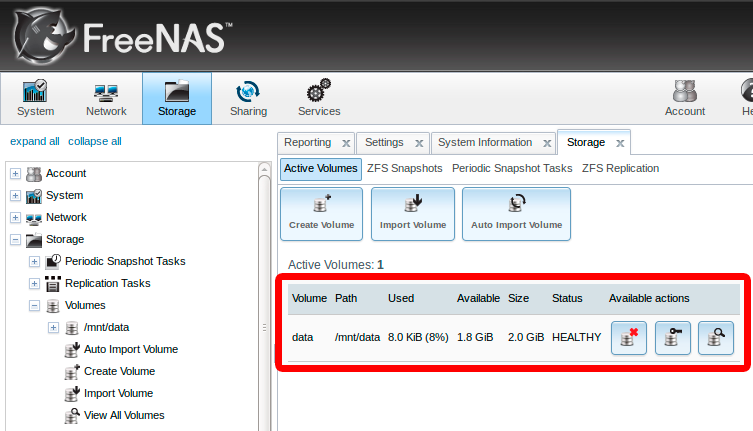 FreeNAS™
System Network Storage Sharing Services Account
expand all collapse all
Reporting x Settings x System Information x Storage x
Active Volumes ZFS Snapshots Periodic Snapshot Tasks ZFS Replication
Account
System
Network
Storage
Periodic Snapshot Tasks
Replication Tasks
Volumes
/mnt/data
Auto Import Volume
Create Volume
Import Volume
View All Volumes
Create Volume Import Volume Auto Import Volume
Active Volumes: 1
Volume Path Used Available Size Status Available actions
data /mnt/data 8.0 KiB (8%) 1.8 GiB 2.0 GiB HEALTHY